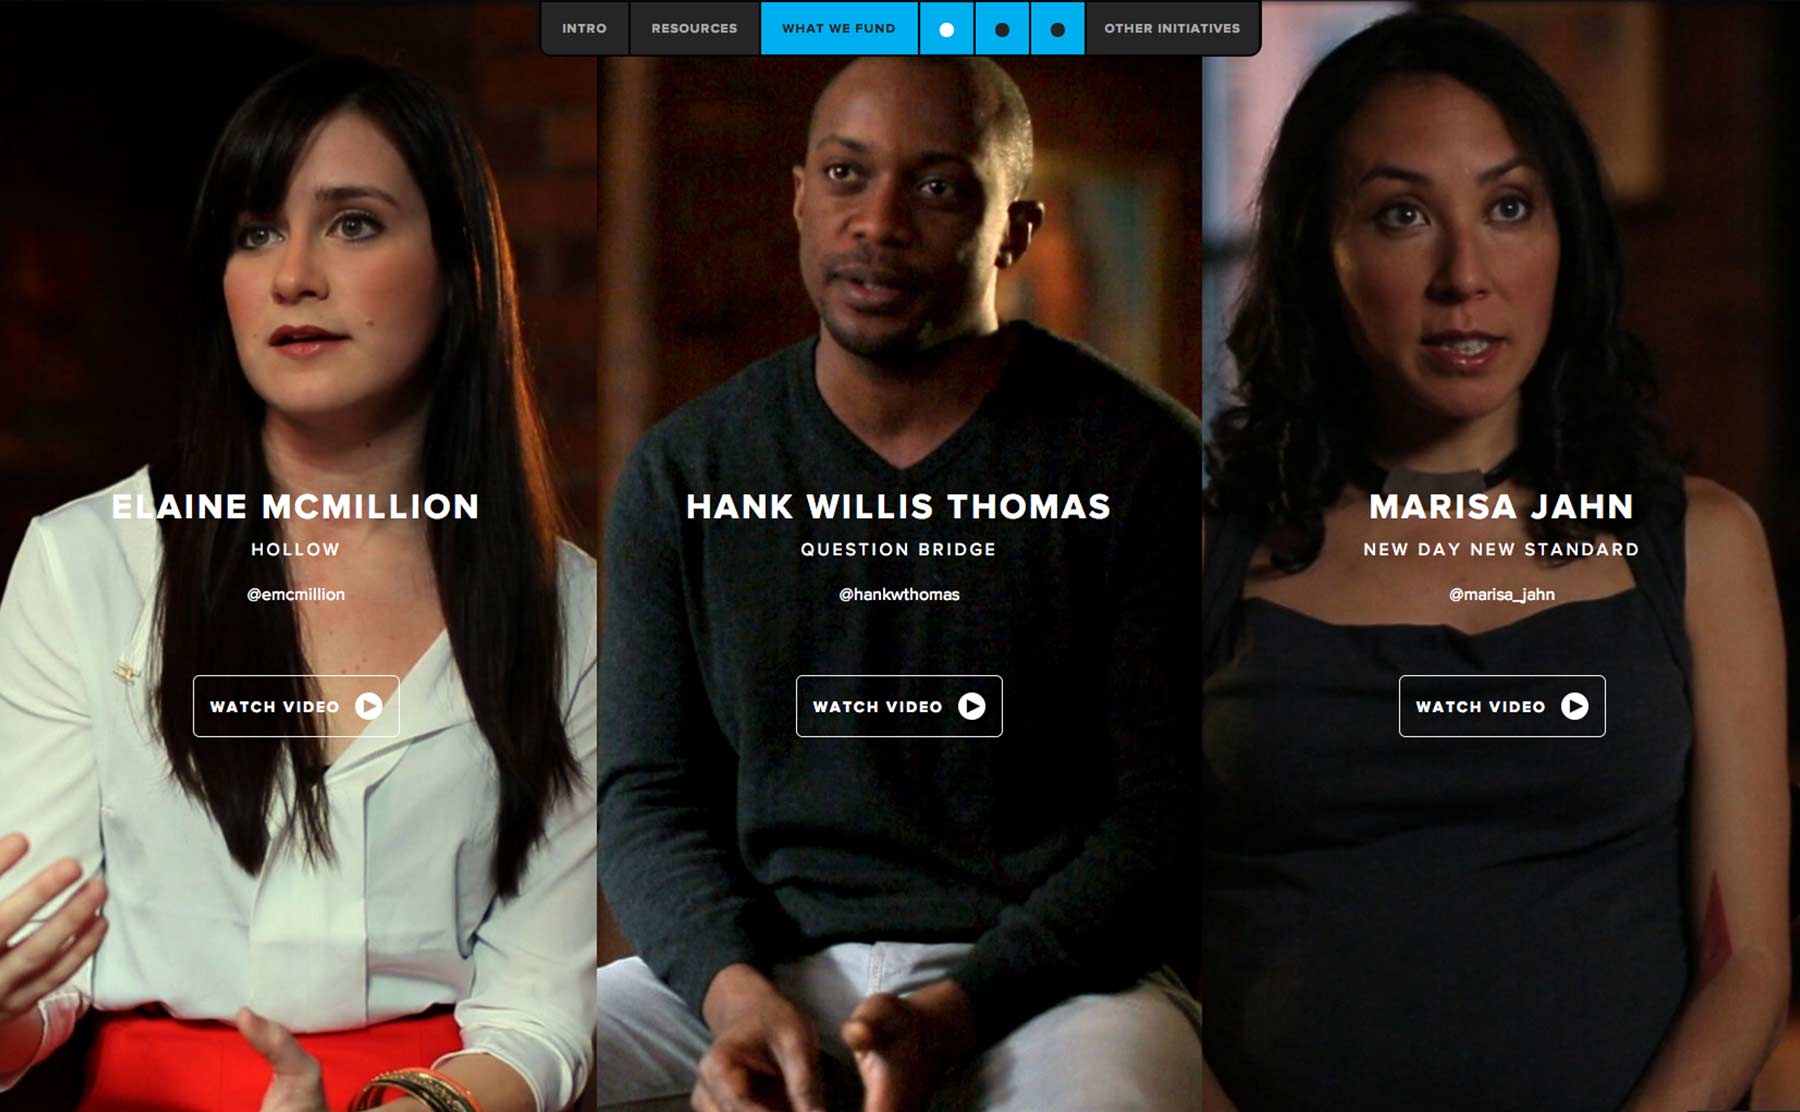 INTRO
RESOURCES
WHAT WE FUND
OTHER INITIATIVES
ELAINE MCMILLION
HOLLOW
@emcmillion
WATCH VIDEO
HANK WILLIS THOMAS
QUESTION BRIDGE
@hankwthomas
WATCH VIDEO
MARISA JAHN
NEW DAY NEW STANDARD
@marisa_jahn
WATCH VIDEO